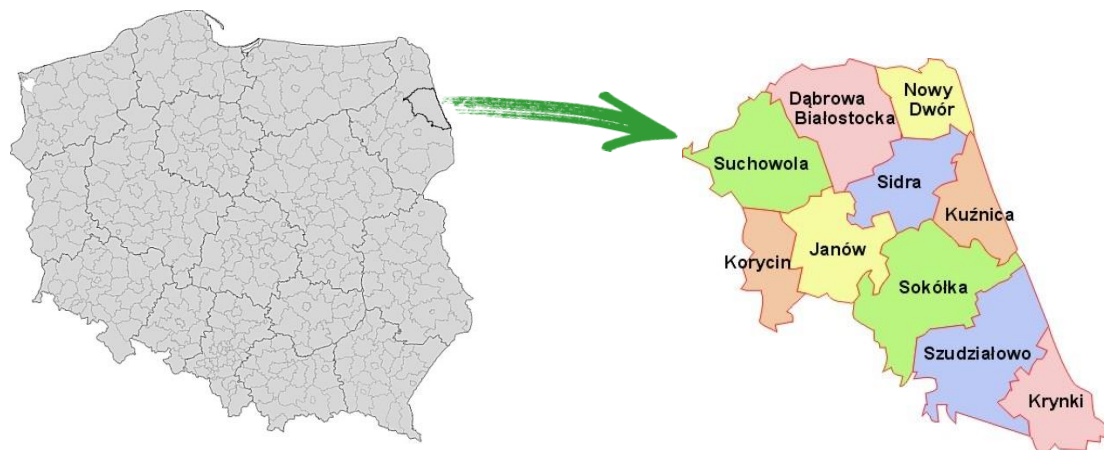 Nowy
Dwór
Dąbrowa
Białostocka
Suchowola
Sidra
Kuźnica
Korycin
Janów
Sokółka
Szudziałowo
Krynki